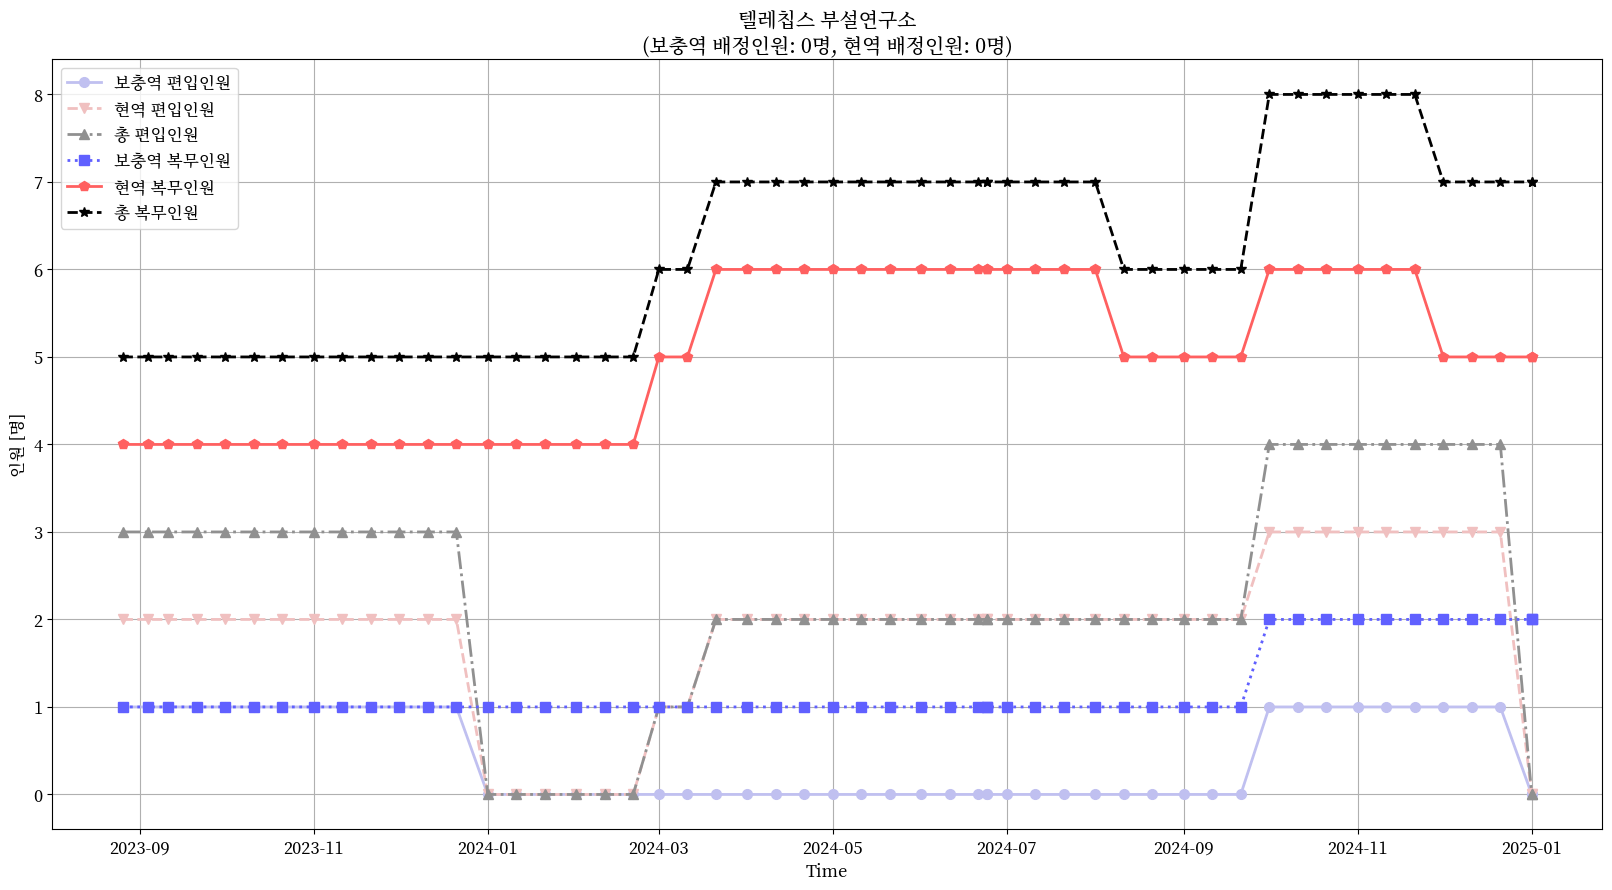 텔레칩스 부설연구소
(보충역 배정인원: 0명, 현역 배정인원: 0명)
보충역 편입인원
현역 편입인원
총 편입인원
보충역 복무인원
현역 복무인원
총 복무인원
인원 [명]
8
7
6
5
4
3
2
1
0
2023-09
2023-11
2024-01
2024-03
2024-05
2024-07
2024-09
2024-11
2025-01
Time